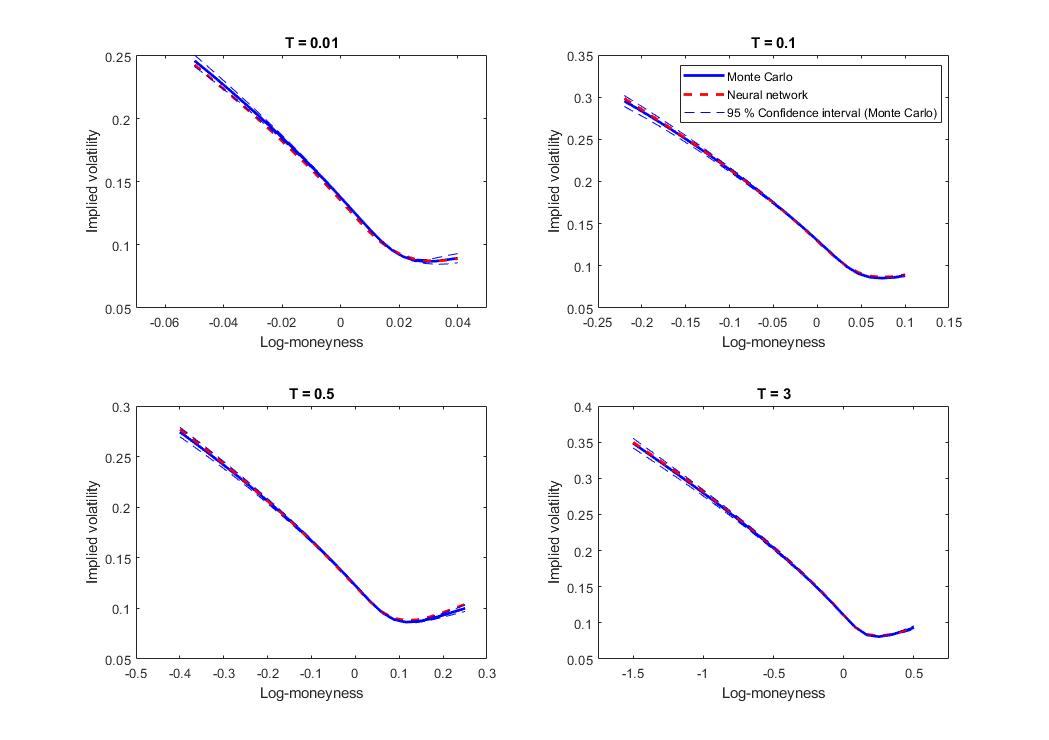 T = 0.01
0.25
0.2
0.15
0.1
0.05
Implied volatility
-0.06 -0.04 -0.02 0 0.02 0.04
Log-moneyness
T = 0.1
0.35
0.3
0.25
0.2
0.15
0.1
0.05
Implied volatility
Monte Carlo
Neural network
95 % Confidence interval (Monte Carlo)
-0.25 -0.2 -0.15 -0.1 -0.05 0 0.05 0.1 0.15
Log-moneyness
T = 0.5
0.3
0.25
0.2
0.15
0.1
0.05
Implied volatility
-0.5 -0.4 -0.3 -0.2 -0.1 0 0.1 0.2 0.3
Log-moneyness
T = 3
0.4
0.35
0.3
0.25
0.2
0.15
0.1
0.05
Implied volatility
-1.5 -1 -0.5 0 0.5
Log-moneyness